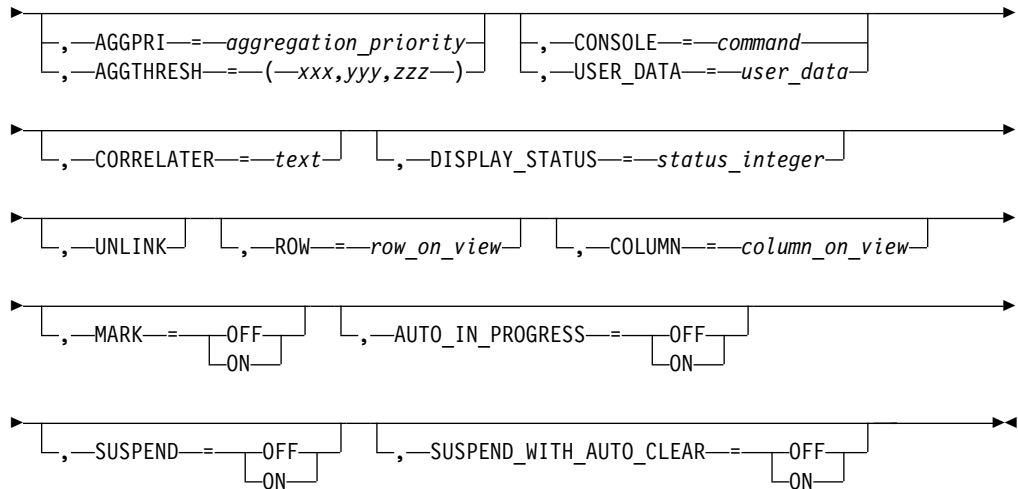 , AGGPRI = aggregation_priority , CONSOLE = command
, AGGTHRESH = ( xxx,yyy,zzz ) , USER_DATA = user_data
, CORRELATER = text , DISPLAY_STATUS = status_integer
, UNLINK , ROW = row_on_view , COLUMN = column_on_view
, MARK = OFF , AUTO_IN_PROGRESS = OFF
ON ON
, SUSPEND = OFF , SUSPEND_WITH_AUTO_CLEAR = OFF
ON ON